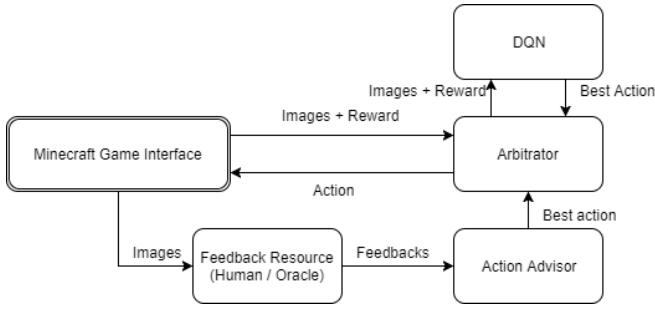 DQN
Images + Reward
Best Action
Images + Reward
Minecraft Game Interface
Arbitrator
Action
Best action
Images
Feedback Resource
(Human / Oracle)
Feedbacks
Action Advisor